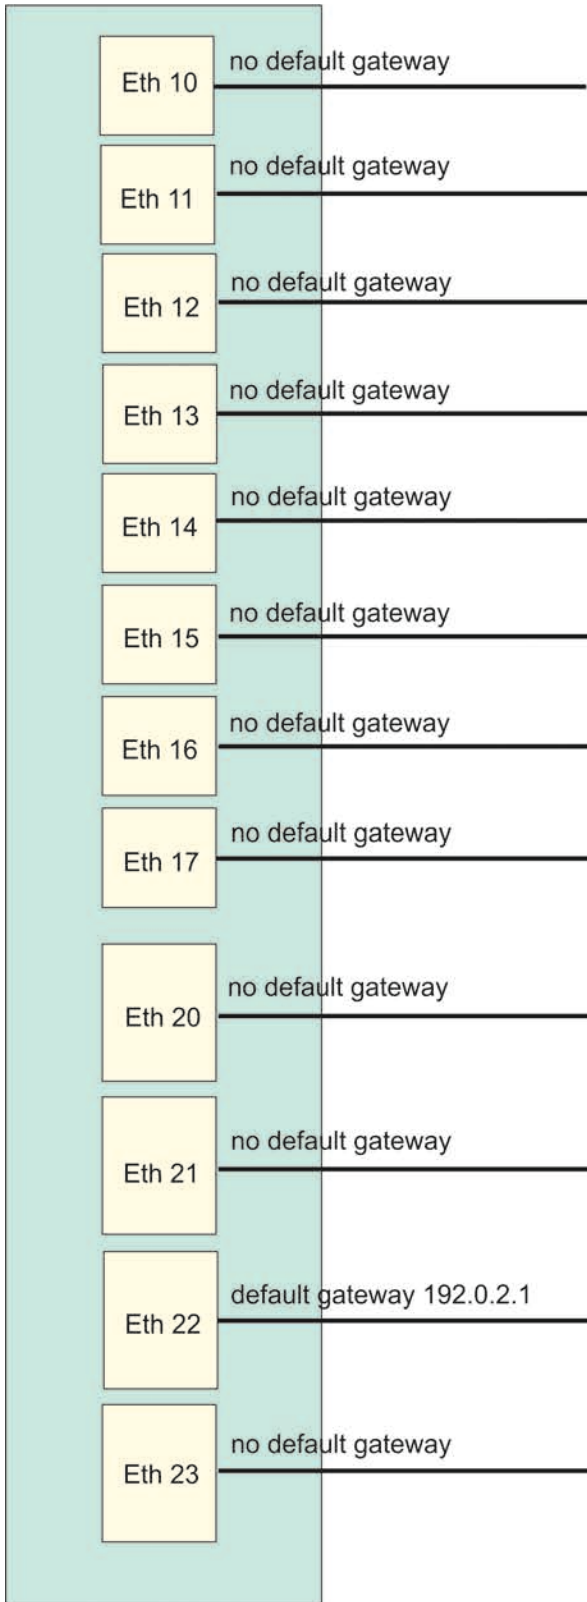 no default gateway
Eth 10
no default gateway
Eth 11
no default gateway
Eth 12
no default gateway
Eth 13
no default gateway
Eth 14
no default gateway
Eth 15
no default gateway
Eth 16
no default gateway
Eth 17
no default gateway
Eth 20
no default gateway
Eth 21
default gateway 192.0.2.1
Eth 22
no default gateway
Eth 23